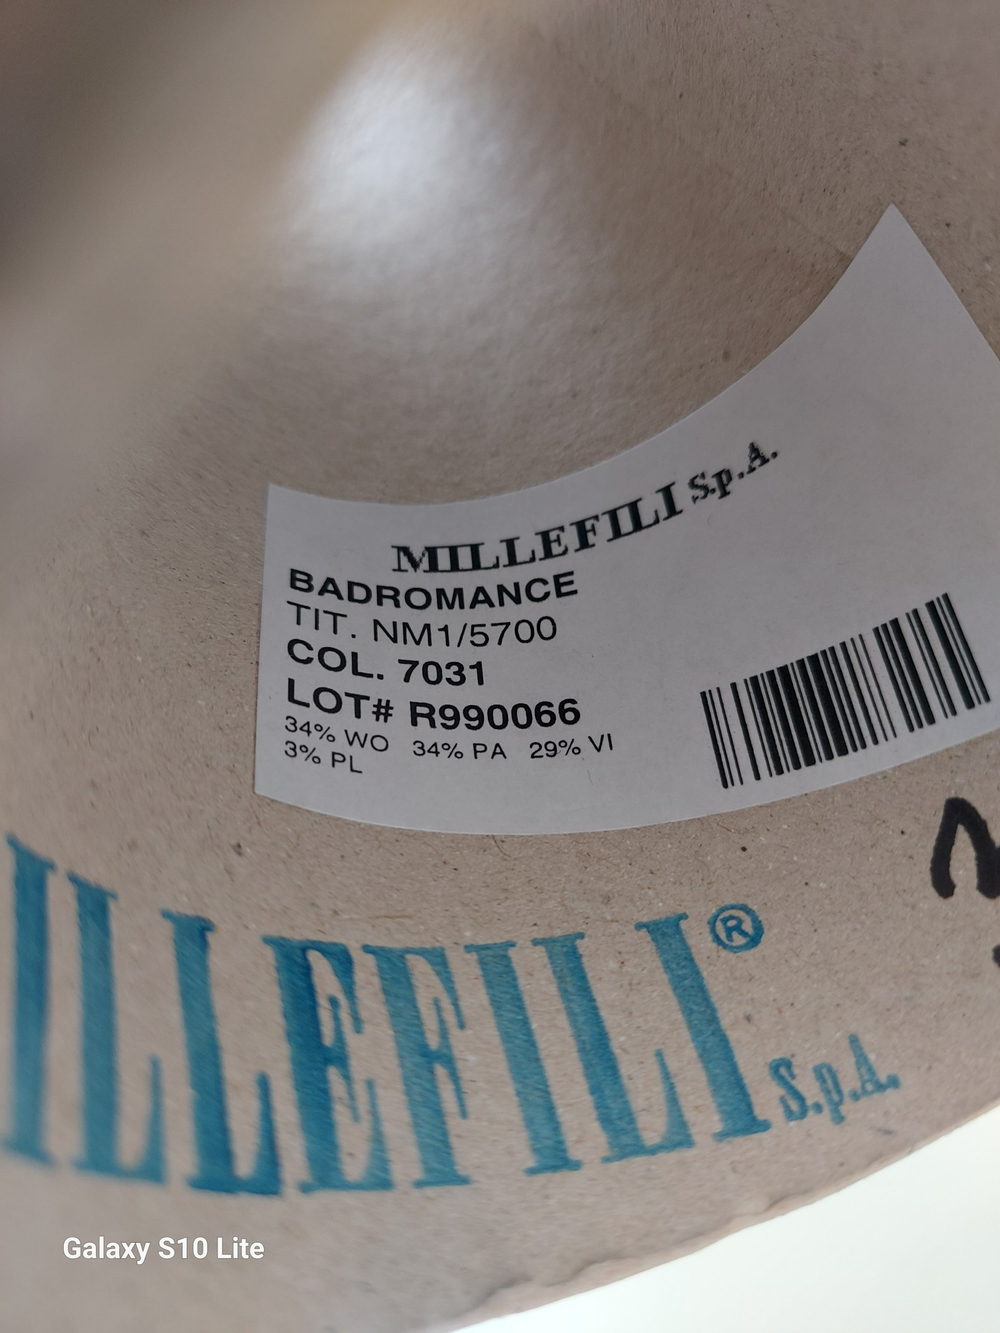 MILLEFILI S.p.A.
BADROMANCE
TIT. NM1/5700
COL. 7031
LOT# R990066
34% WO 34% PA 29% VI
3% PL
ILLEFILI® S.p.A.
Galaxy S10 Lite